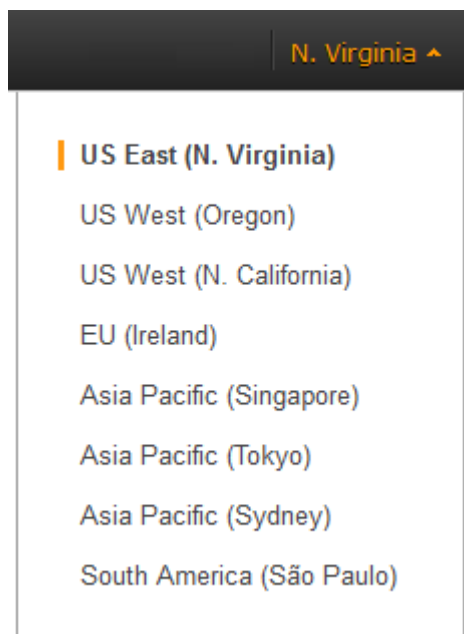 N. Virginia
US East (N. Virginia)
US West (Oregon)
US West (N. California)
EU (Ireland)
Asia Pacific (Singapore)
Asia Pacific (Tokyo)
Asia Pacific (Sydney)
South America (São Paulo)